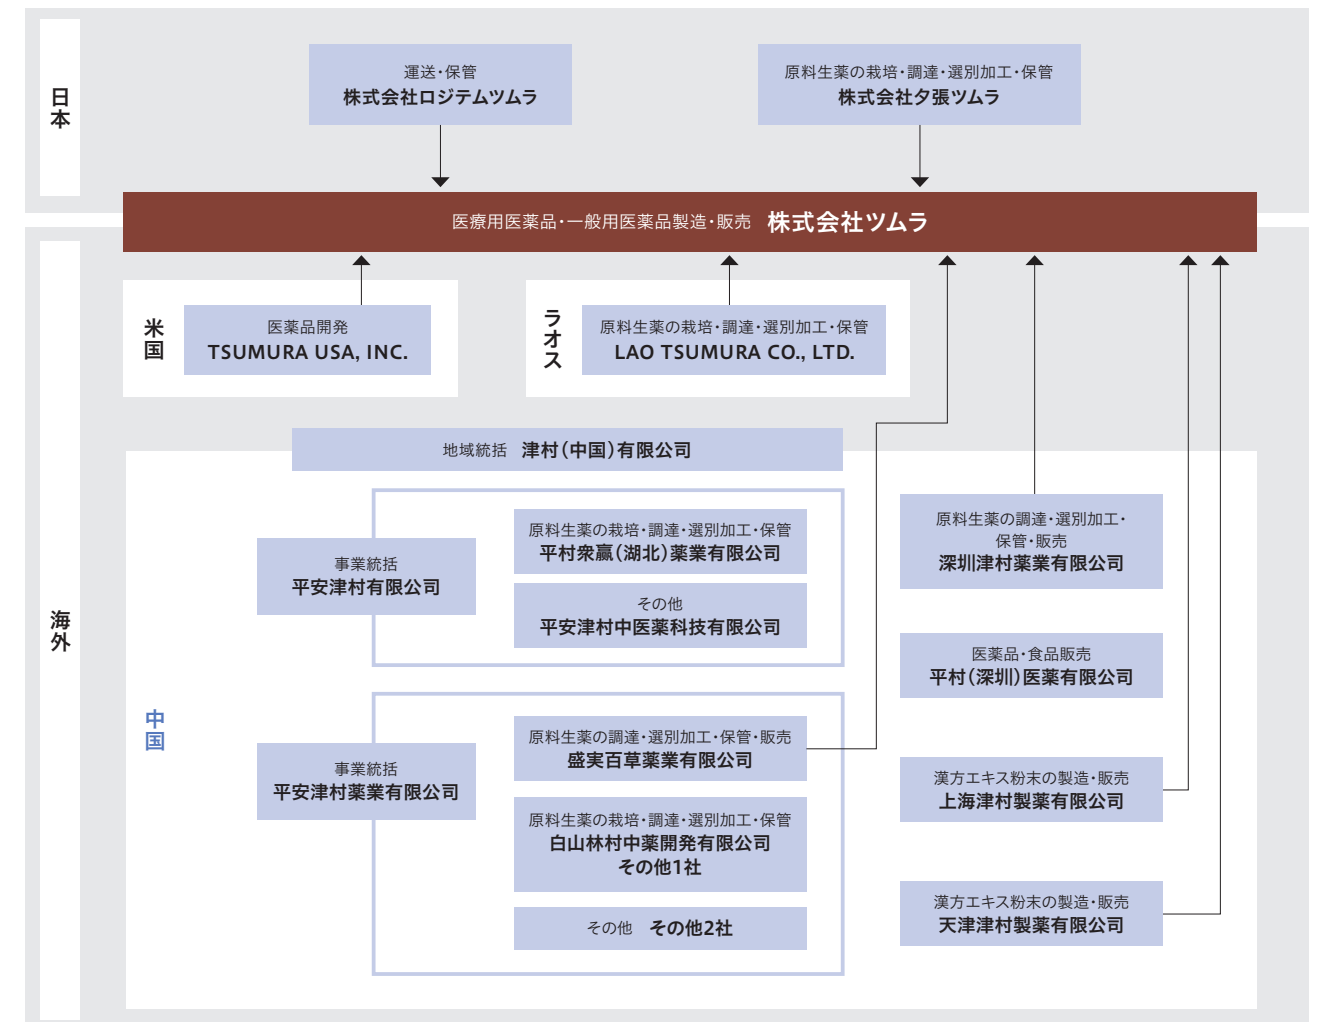 日本
運送・保管
株式会社ロジテムツムラ
原料生薬の栽培・調達・選別加工・保管
株式会社夕張ツムラ
医療用医薬品・一般用医薬品製造・販売 株式会社ツムラ
海外
米国
医薬品開発
TSUMURA USA, INC.
ラオス
原料生薬の栽培・調達・選別加工・保管
LAO TSUMURA CO., LTD.
中国
地域統括 津村(中国)有限公司
事業統括
平安津村有限公司
原料生薬の栽培・調達・選別加工・保管
平村衆贏(湖北)薬業有限公司
その他
平安津村中医薬科技有限公司
事業統括
平安津村薬業有限公司
原料生薬の調達・選別加工・保管・販売
盛実百草薬業有限公司
原料生薬の栽培・調達・選別加工・保管
白山林村中薬開発有限公司
その他1社
その他 その他2社
原料生薬の調達・選別加工・
保管・販売
深圳津村薬業有限公司
医薬品・食品販売
平村(深圳)医薬有限公司
漢方エキス粉末の製造・販売
上海津村製薬有限公司
漢方エキス粉末の製造・販売
天津津村製薬有限公司